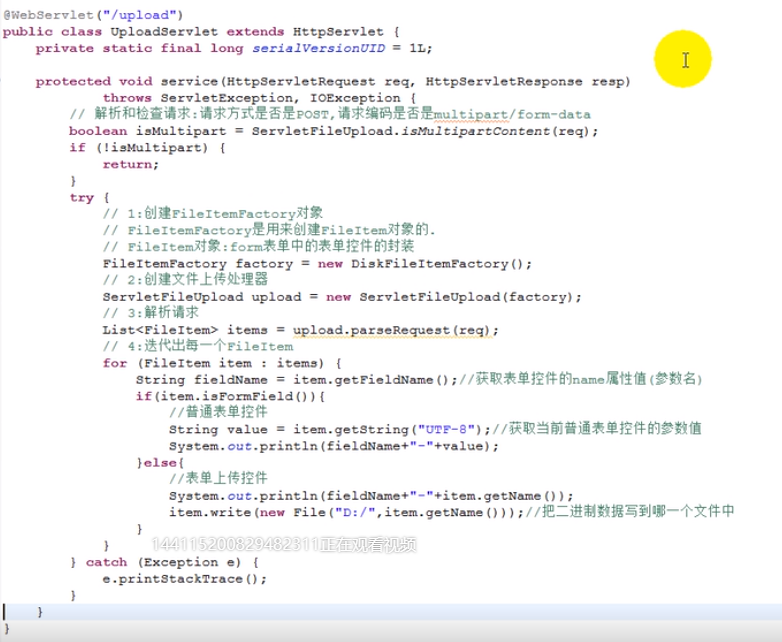 @WebServlet("/upload")
public class UploadServlet extends HttpServlet {
    private static final long serialVersionUID = 1L;

    protected void service(HttpServletRequest req, HttpServletResponse resp)
            throws ServletException, IOException {
        // 解析和检查请求:请求方式是否是POST,请求编码是否是multipart/form-data
        boolean isMultipart = ServletFileUpload.isMultipartContent(req);
        if (!isMultipart) {
            return;
        }
        try {
            // 1:创建FileItemFactory对象
            // FileItemFactory是用来创建FileItem对象的.
            // FileItem对象:form表单中的表单控件的封装
            FileItemFactory factory = new DiskFileItemFactory();
            // 2:创建文件上传处理器
            ServletFileUpload upload = new ServletFileUpload(factory);
            // 3:解析请求
            List<FileItem> items = upload.parseRequest(req);
            // 4:迭代出每一个FileItem
            for (FileItem item : items) {
                String fieldName = item.getFieldName();//获取表单控件的name属性值(参数名)
                if(item.isFormField()){
                    //普通表单控件
                    String value = item.getString("UTF-8");//获取当前普通表单控件的参数值
                    System.out.println(fieldName+"-"+value);
                }else{
                    //表单上传控件
                    System.out.println(fieldName+"-"+item.getName());
                    item.write(new File("D:/",item.getName()));//把二进制数据写到哪一个文件中
                }
            }
144115200829482311正在观看视频
        } catch (Exception e) {
            e.printStackTrace();
        }
    }
}